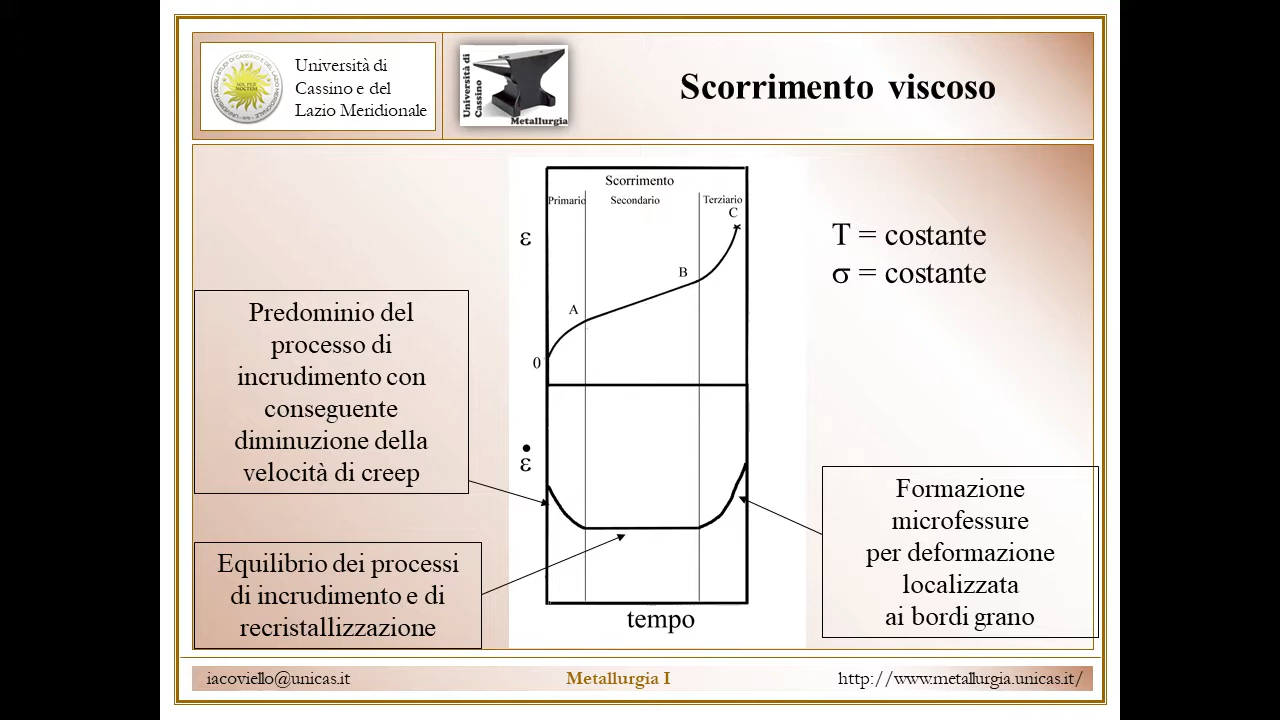 Università di
Cassino e del
Lazio Meridionale
Università di
Cassino
Metallurgia
Scorrimento viscoso
Scorrimento
Primario
Secondario
Terziario
C
ε
B
A
0
T = costante
σ = costante
Predominio del
processo di
incrudimento con
conseguente
diminuzione della
velocità di creep
ε̇
Equilibrio dei processi
di incrudimento e di
recristallizzazione
Formazione
microfessure
per deformazione
localizzata
ai bordi grano
tempo
iacoviello@unicas.it
Metallurgia I
http://www.metallurgia.unicas.it/